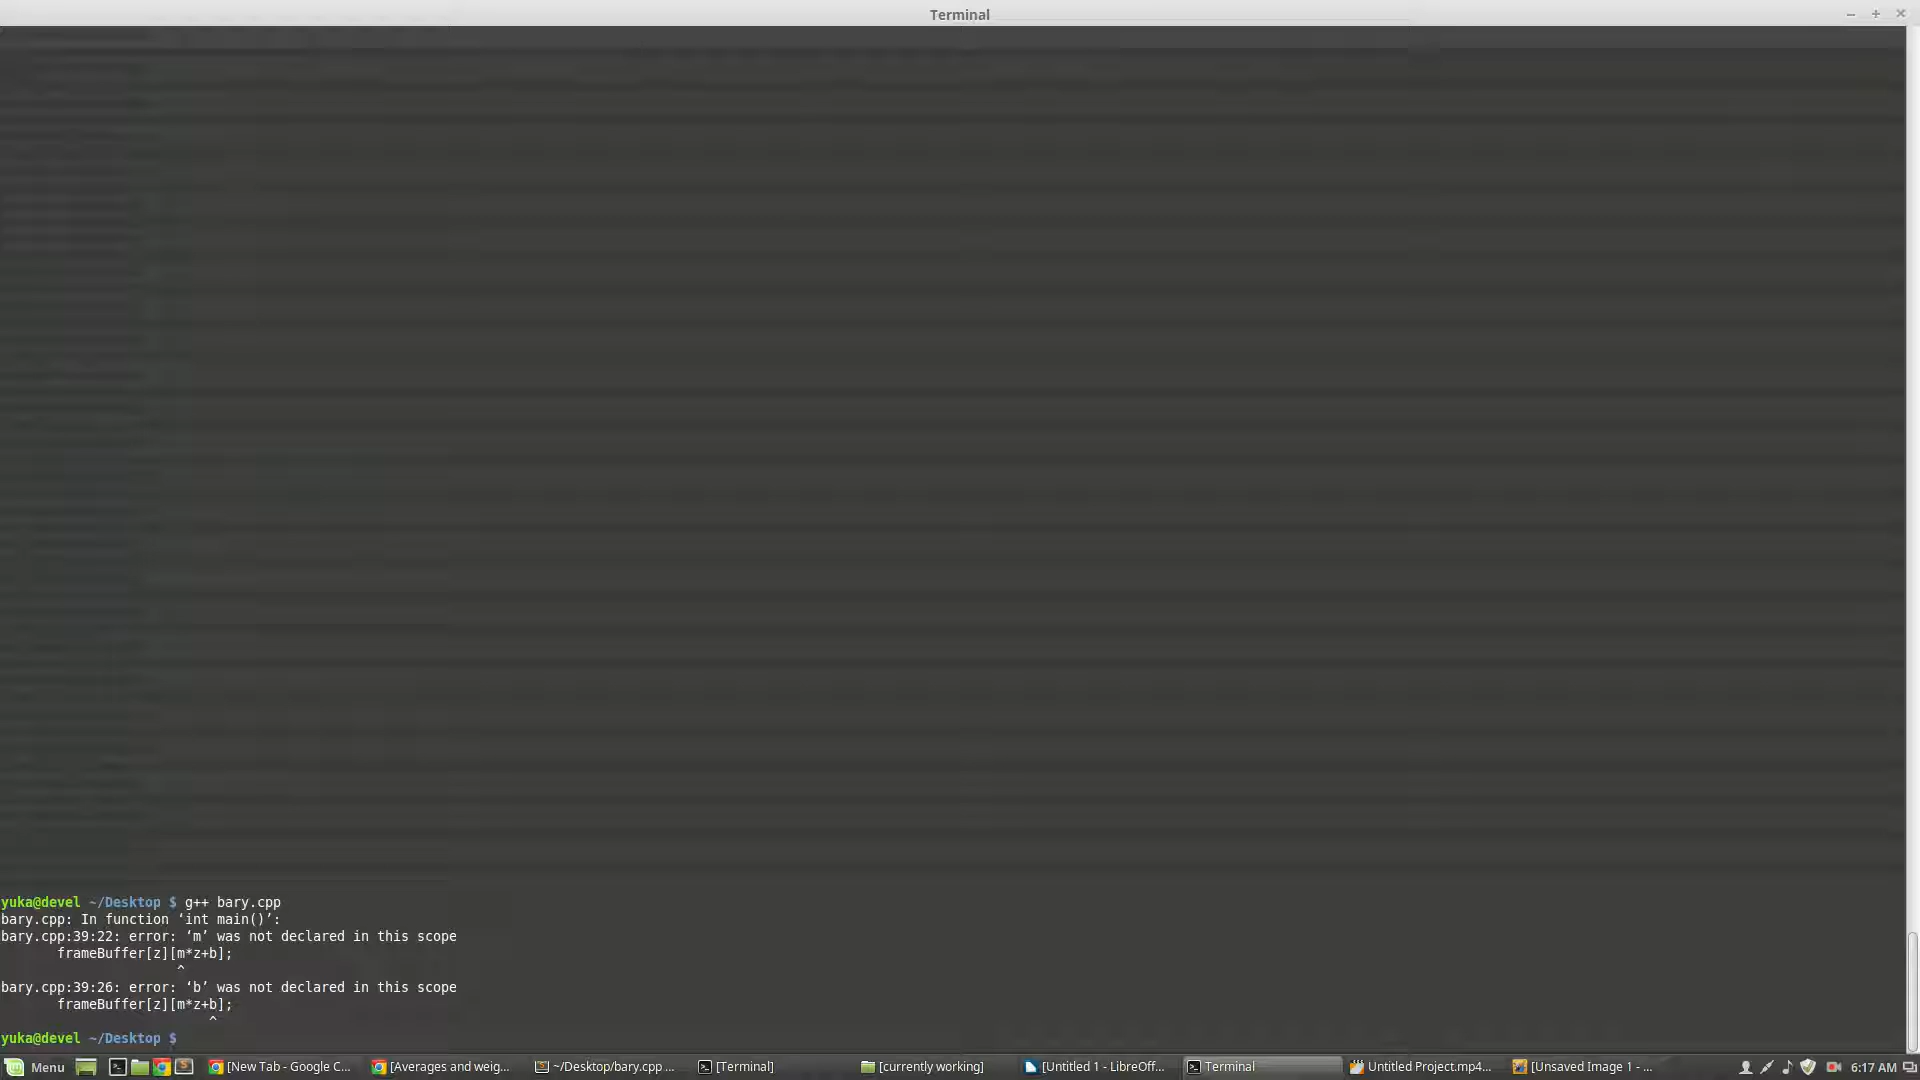 Terminal
yuka@devel ~/Desktop $ g++ bary.cpp
bary.cpp: In function ‘int main()’:
bary.cpp:39:22: error: ‘m’ was not declared in this scope
       frameBuffer[z][m*z+b];
                      ^
bary.cpp:39:26: error: ‘b’ was not declared in this scope
       frameBuffer[z][m*z+b];
                          ^
yuka@devel ~/Desktop $
Menu [New Tab - Google C... [Averages and weig... ~/Desktop/bary.cpp ... [Terminal] [currently working] [Untitled 1 - LibreOff... Terminal Untitled Project.mp4... [Unsaved Image 1 - ... 6:17 AM